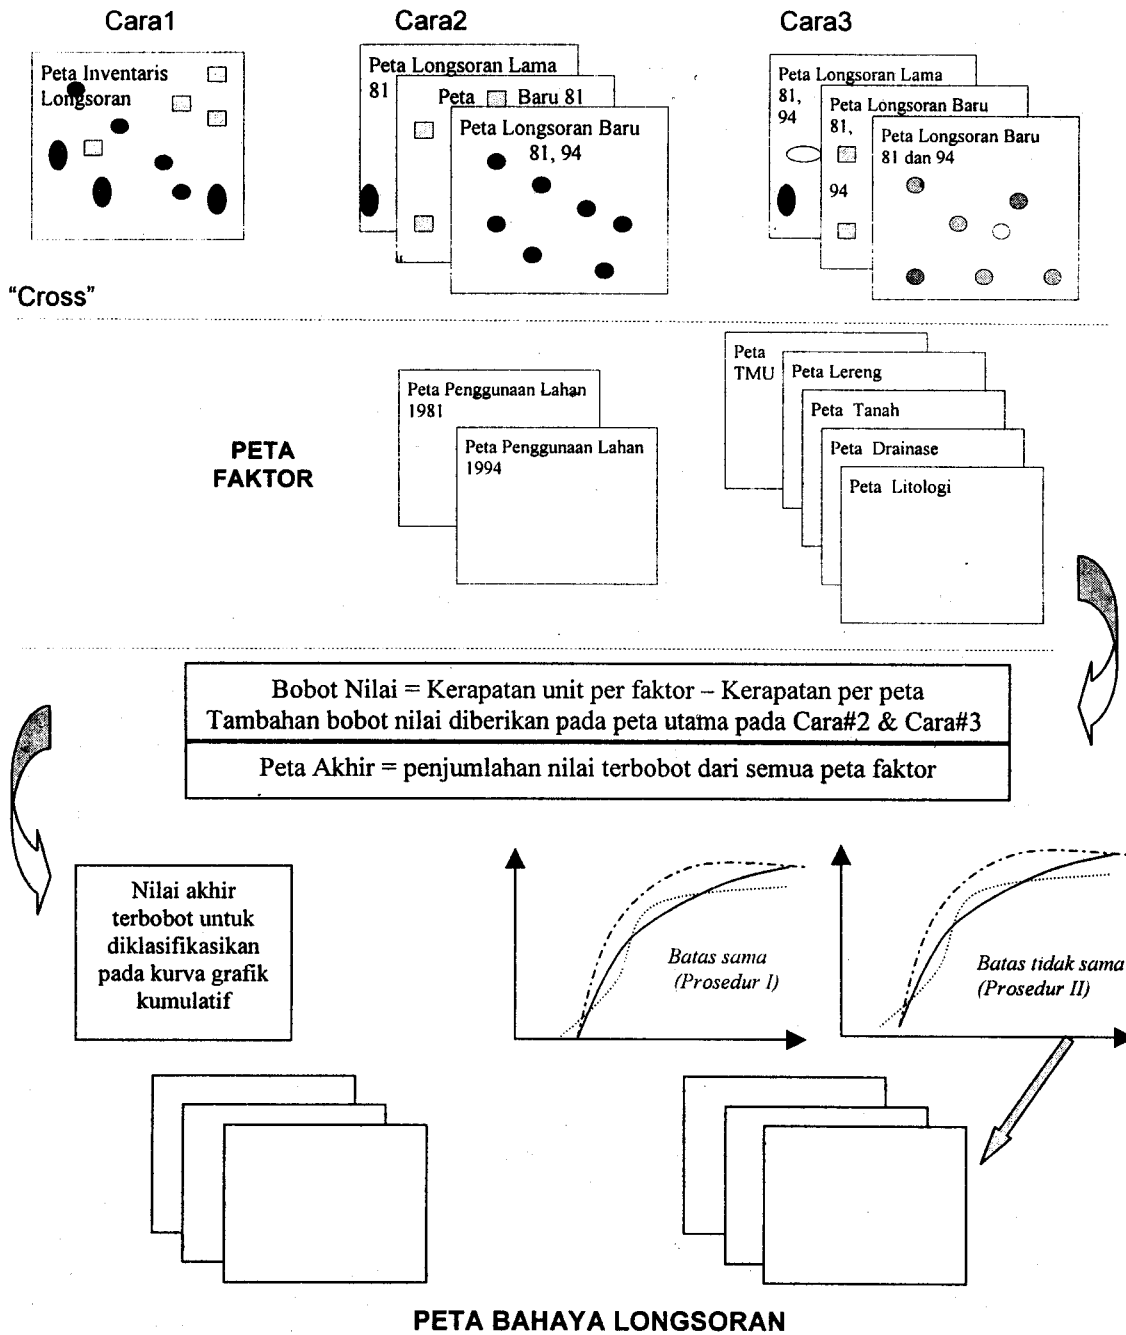 Cara1
Cara2
Cara3
Peta Inventaris
Longsoran
Peta Longsoran Lama
81
Peta Baru 81
Peta Longsoran Baru
81, 94
Peta Longsoran Lama
81,
94
Peta Longsoran Baru
81,
94
Peta Longsoran Baru
81 dan 94
“Cross”
PETA
FAKTOR
Peta Penggunaan Lahan
1981
Peta Penggunaan Lahan
1994
Peta
TMU
Peta Lereng
Peta Tanah
Peta Drainase
Peta Litologi
Bobot Nilai = Kerapatan unit per faktor – Kerapatan per peta
Tambahan bobot nilai diberikan pada peta utama pada Cara#2 & Cara#3
Peta Akhir = penjumlahan nilai terbobot dari semua peta faktor
Nilai akhir
terbobot untuk
diklasifikasikan
pada kurva grafik
kumulatif
Batas sama
(Prosedur I)
Batas tidak sama
(Prosedur II)
PETA BAHAYA LONGSORAN